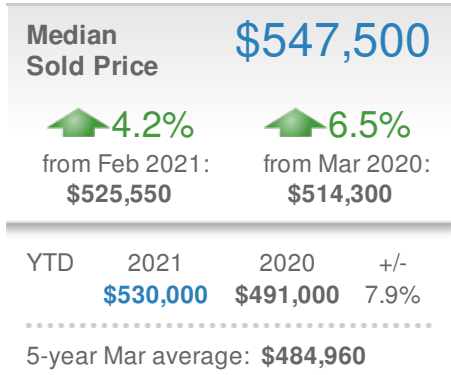 Median
Sold Price
$547,500
4.2%
from Feb 2021:
$525,550
6.5%
from Mar 2020:
$514,300
YTD 2021 2020 +/-
$530,000 $491,000 7.9%
5-year Mar average: $484,960